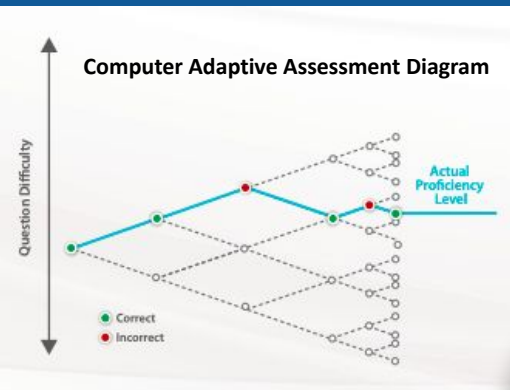 Computer Adaptive Assessment Diagram
Question Difficulty
Actual
Proficiency
Level
Correct
Incorrect